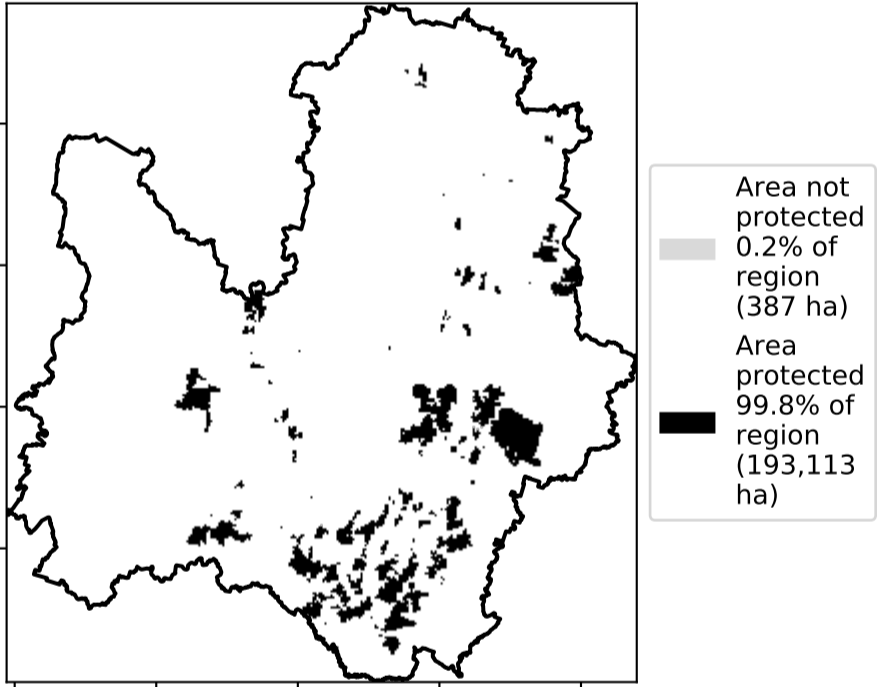 Area not
protected
0.2% of
region
(387 ha)
Area
protected
99.8% of
region
(193,113
ha)